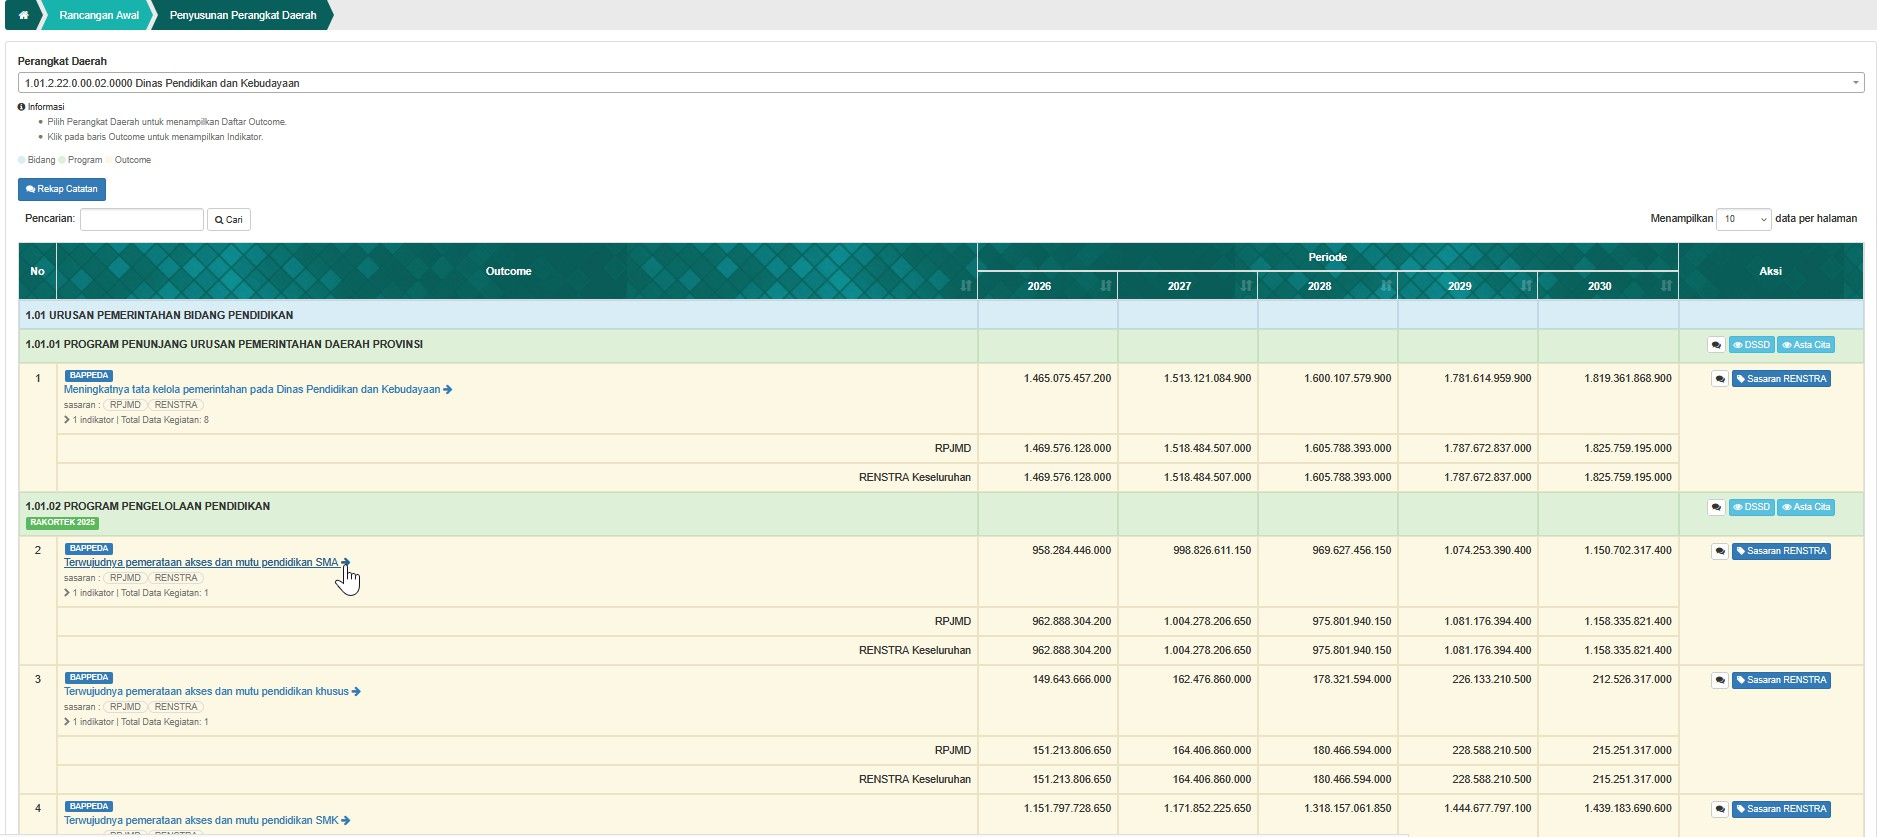 Rancangan Awal Penyusunan Perangkat Daerah
Perangkat Daerah
1.01.2.22.0.00.02.0000 Dinas Pendidikan dan Kebudayaan
Informasi
Pilih Perangkat Daerah untuk menampilkan Daftar Outcome.
Klik pada baris Outcome untuk menampilkan Indikator.
Bidang Program Outcome
Rekap Catatan
Pencarian: Cari Menampilkan 10 data per halaman
No Outcome Periode Aksi
2026 2027 2028 2029 2030
1.01 URUSAN PEMERINTAHAN BIDANG PENDIDIKAN
1.01.01 PROGRAM PENUNJANG URUSAN PEMERINTAHAN DAERAH PROVINSI DSSD Asta Cita
1 BAPPEDA 1.465.075.457.200 1.513.121.084.900 1.600.107.579.900 1.781.614.959.900 1.819.361.868.900 Sasaran RENSTRA
Meningkatnya tata kelola pemerintahan pada Dinas Pendidikan dan Kebudayaan
sasaran : RPJMD RENSTRA
1 indikator | Total Data Kegiatan: 8
RPJMD 1.469.576.128.000 1.518.484.507.000 1.605.788.393.000 1.787.672.837.000 1.825.759.195.000
RENSTRA Keseluruhan 1.469.576.128.000 1.518.484.507.000 1.605.788.393.000 1.787.672.837.000 1.825.759.195.000
1.01.02 PROGRAM PENGELOLAAN PENDIDIKAN DSSD Asta Cita
RAKORTEK 2025
2 BAPPEDA 958.284.446.000 998.826.611.150 969.627.456.150 1.074.253.390.400 1.150.702.317.400 Sasaran RENSTRA
Terwujudnya pemerataan akses dan mutu pendidikan SMA
sasaran : RPJMD RENSTRA
1 indikator | Total Data Kegiatan: 1
RPJMD 962.888.304.200 1.004.278.206.650 975.801.940.150 1.081.176.394.400 1.158.335.821.400
RENSTRA Keseluruhan 962.888.304.200 1.004.278.206.650 975.801.940.150 1.081.176.394.400 1.158.335.821.400
3 BAPPEDA 149.643.666.000 162.476.860.000 178.321.594.000 226.133.210.500 212.526.317.000 Sasaran RENSTRA
Terwujudnya pemerataan akses dan mutu pendidikan khusus
sasaran : RPJMD RENSTRA
1 indikator | Total Data Kegiatan: 1
RPJMD 151.213.806.650 164.406.860.000 180.466.594.000 228.588.210.500 215.251.317.000
RENSTRA Keseluruhan 151.213.806.650 164.406.860.000 180.466.594.000 228.588.210.500 215.251.317.000
4 BAPPEDA 1.151.797.728.650 1.171.852.225.650 1.318.157.061.850 1.444.677.797.100 1.439.183.690.600 Sasaran RENSTRA
Terwujudnya pemerataan akses dan mutu pendidikan SMK